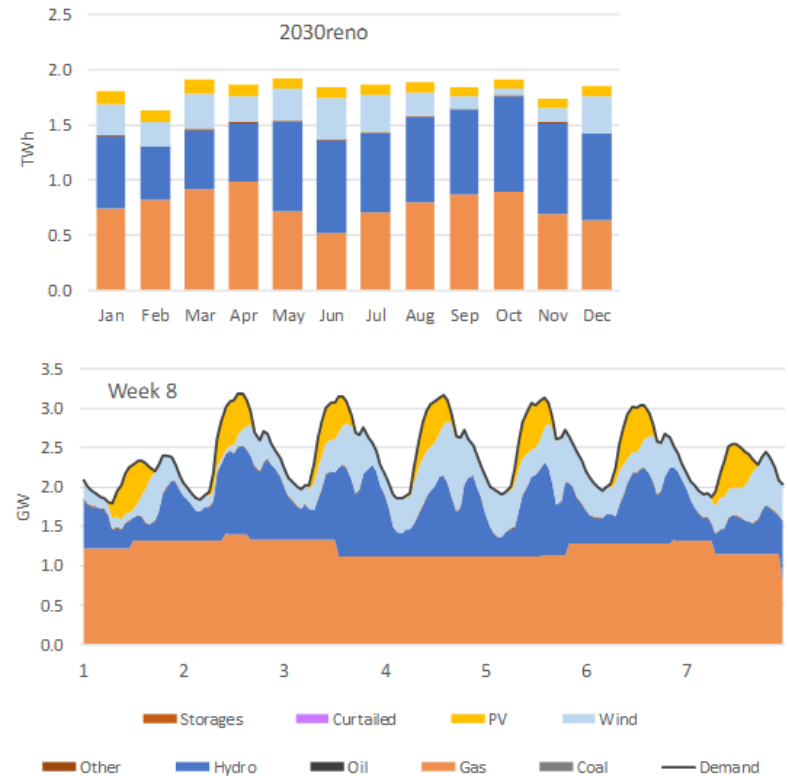 2030reno
2.5
2.0
1.5
1.0
0.5
0.0
TWh
Jan Feb Mar Apr May Jun Jul Aug Sep Oct Nov Dec
Week 8
3.5
3.0
2.5
2.0
1.5
1.0
0.5
0.0
GW
1 2 3 4 5 6 7
Storages Curtailed PV Wind
Other Hydro Oil Gas Coal Demand